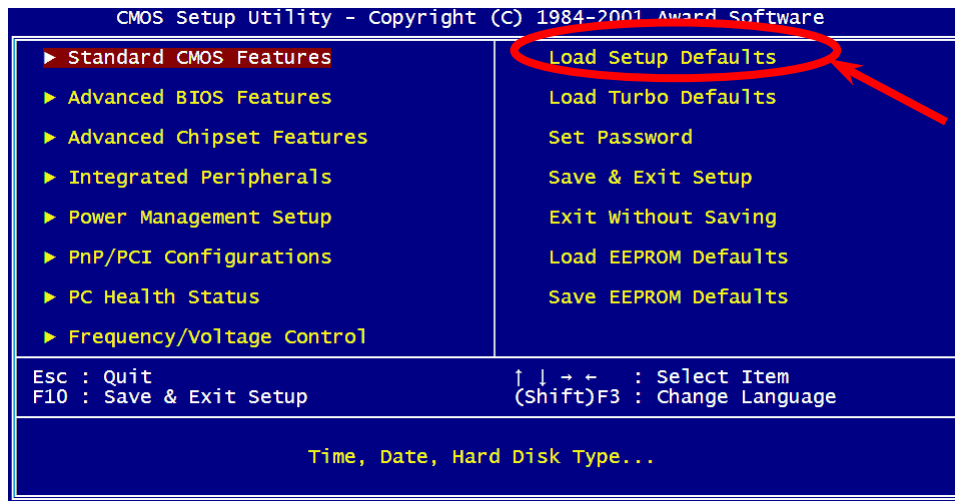 CMOS Setup Utility - Copyright (C) 1984-2001 Award Software
► Standard CMOS Features
► Advanced BIOS Features
► Advanced Chipset Features
► Integrated Peripherals
► Power Management Setup
► PnP/PCI Configurations
► PC Health Status
► Frequency/Voltage Control
Load Setup Defaults
Load Turbo Defaults
Set Password
Save & Exit Setup
Exit Without Saving
Load EEPROM Defaults
Save EEPROM Defaults
Esc : Quit
F10 : Save & Exit Setup
↑ ↓ → ← : Select Item
(Shift)F3 : Change Language
Time, Date, Hard Disk Type...